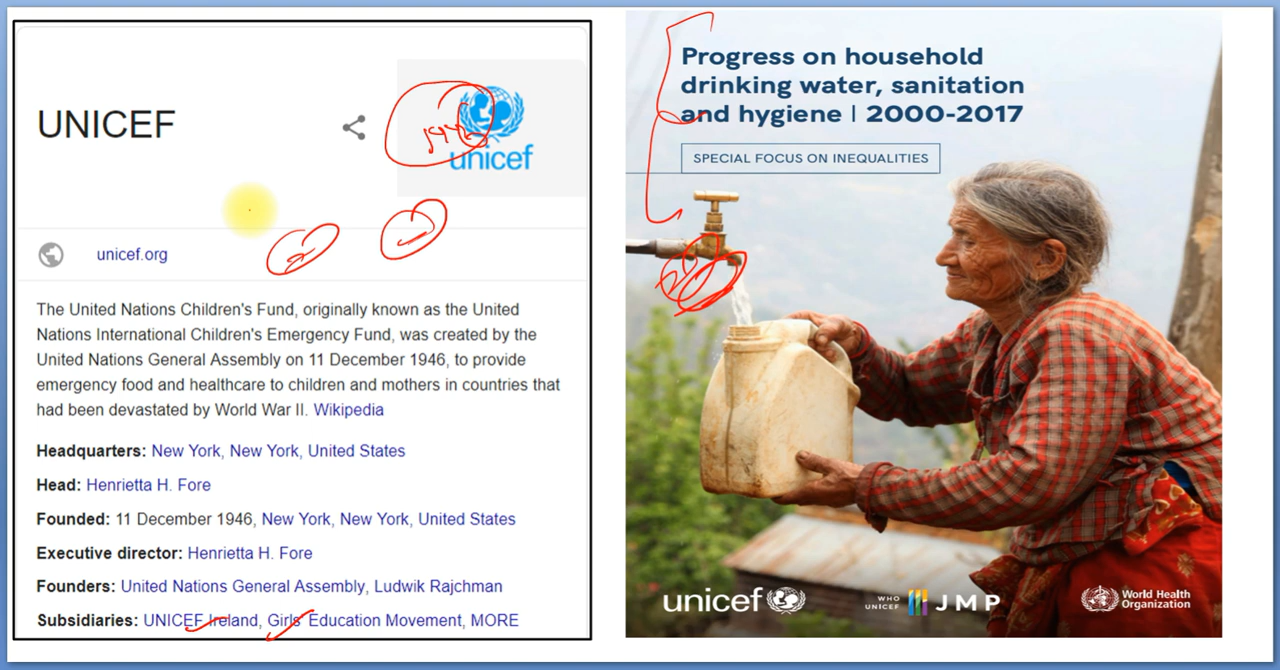 UNICEF
unicef
unicef.org
The United Nations Children's Fund, originally known as the United
Nations International Children's Emergency Fund, was created by the
United Nations General Assembly on 11 December 1946, to provide
emergency food and healthcare to children and mothers in countries that
had been devastated by World War II. Wikipedia
Headquarters: New York, New York, United States
Head: Henrietta H. Fore
Founded: 11 December 1946, New York, New York, United States
Executive director: Henrietta H. Fore
Founders: United Nations General Assembly, Ludwik Rajchman
Subsidiaries: UNICEF Ireland, Girls' Education Movement, MORE
Progress on household
drinking water, sanitation
and hygiene | 2000-2017
SPECIAL FOCUS ON INEQUALITIES
unicef
WHO
UNICEF
JMP
World Health
Organization